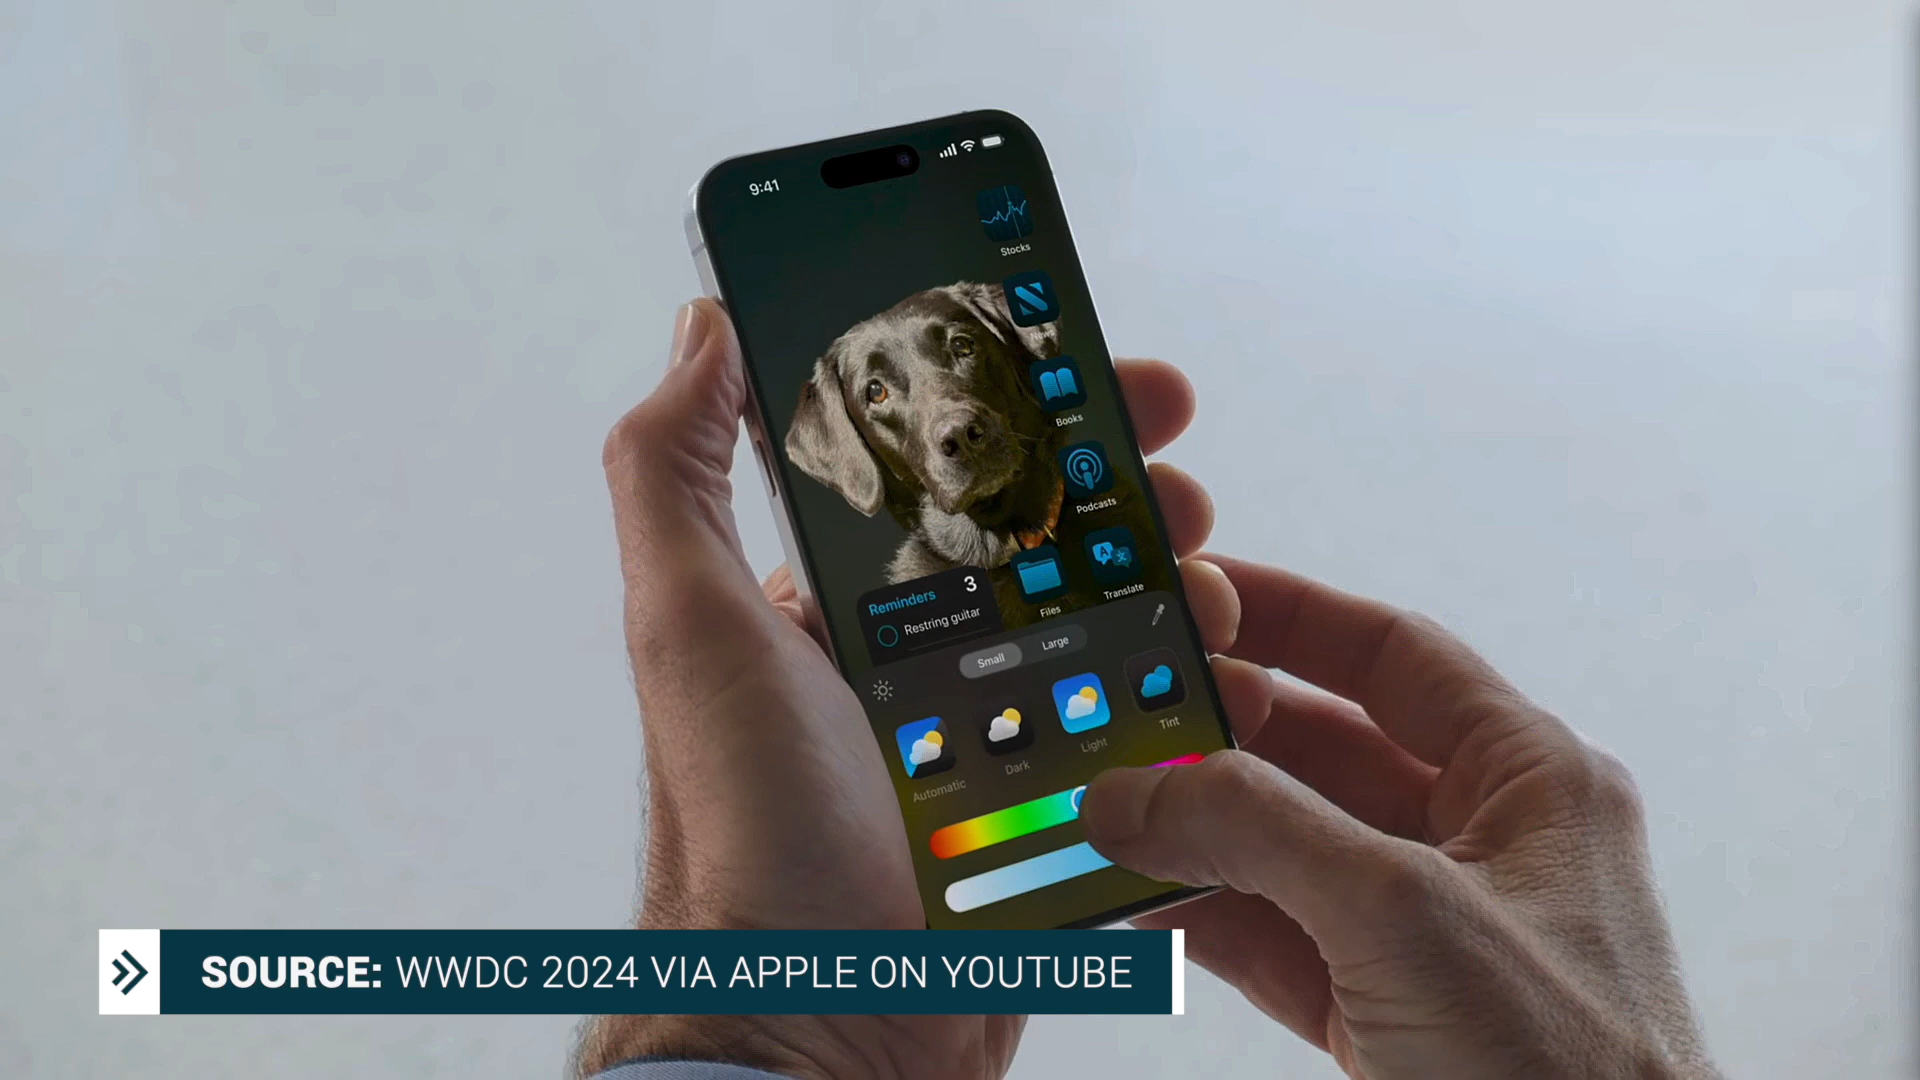 9:41
Stocks
News
Books
Podcasts
Files
Translate
Reminders 3
Restring guitar
Small
Large
Automatic
Dark
Light
Tint
SOURCE: WWDC 2024 VIA APPLE ON YOUTUBE